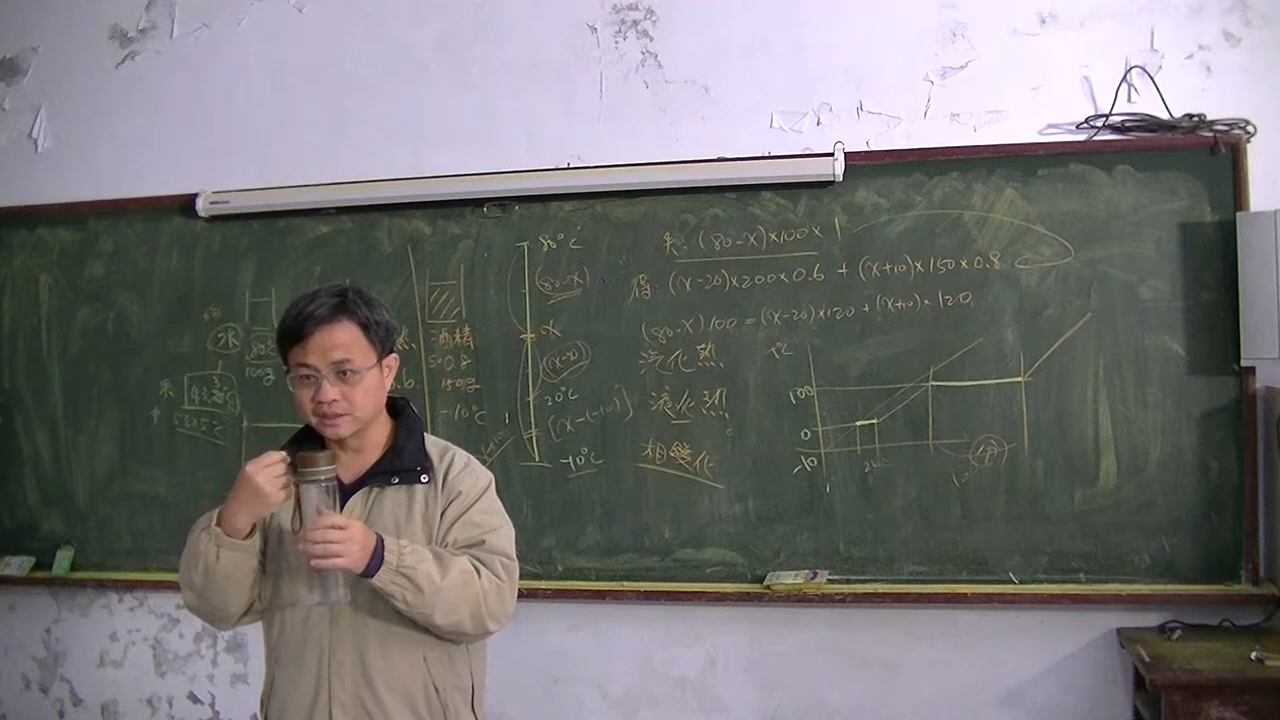 水
80℃
100g
酒精
S=0.8
150g
-10℃
80℃
(80-X)
X
(X-20)
20℃
[X-(-10)]
-10℃
失: (80-X)×100×1
得: (X-20)×200×0.6 + (X+10)×150×0.8
(80-X)100 = (X-20)×120 + (X+10)×120
汽化熱
液化熱
相變化
T℃
100
0
-10